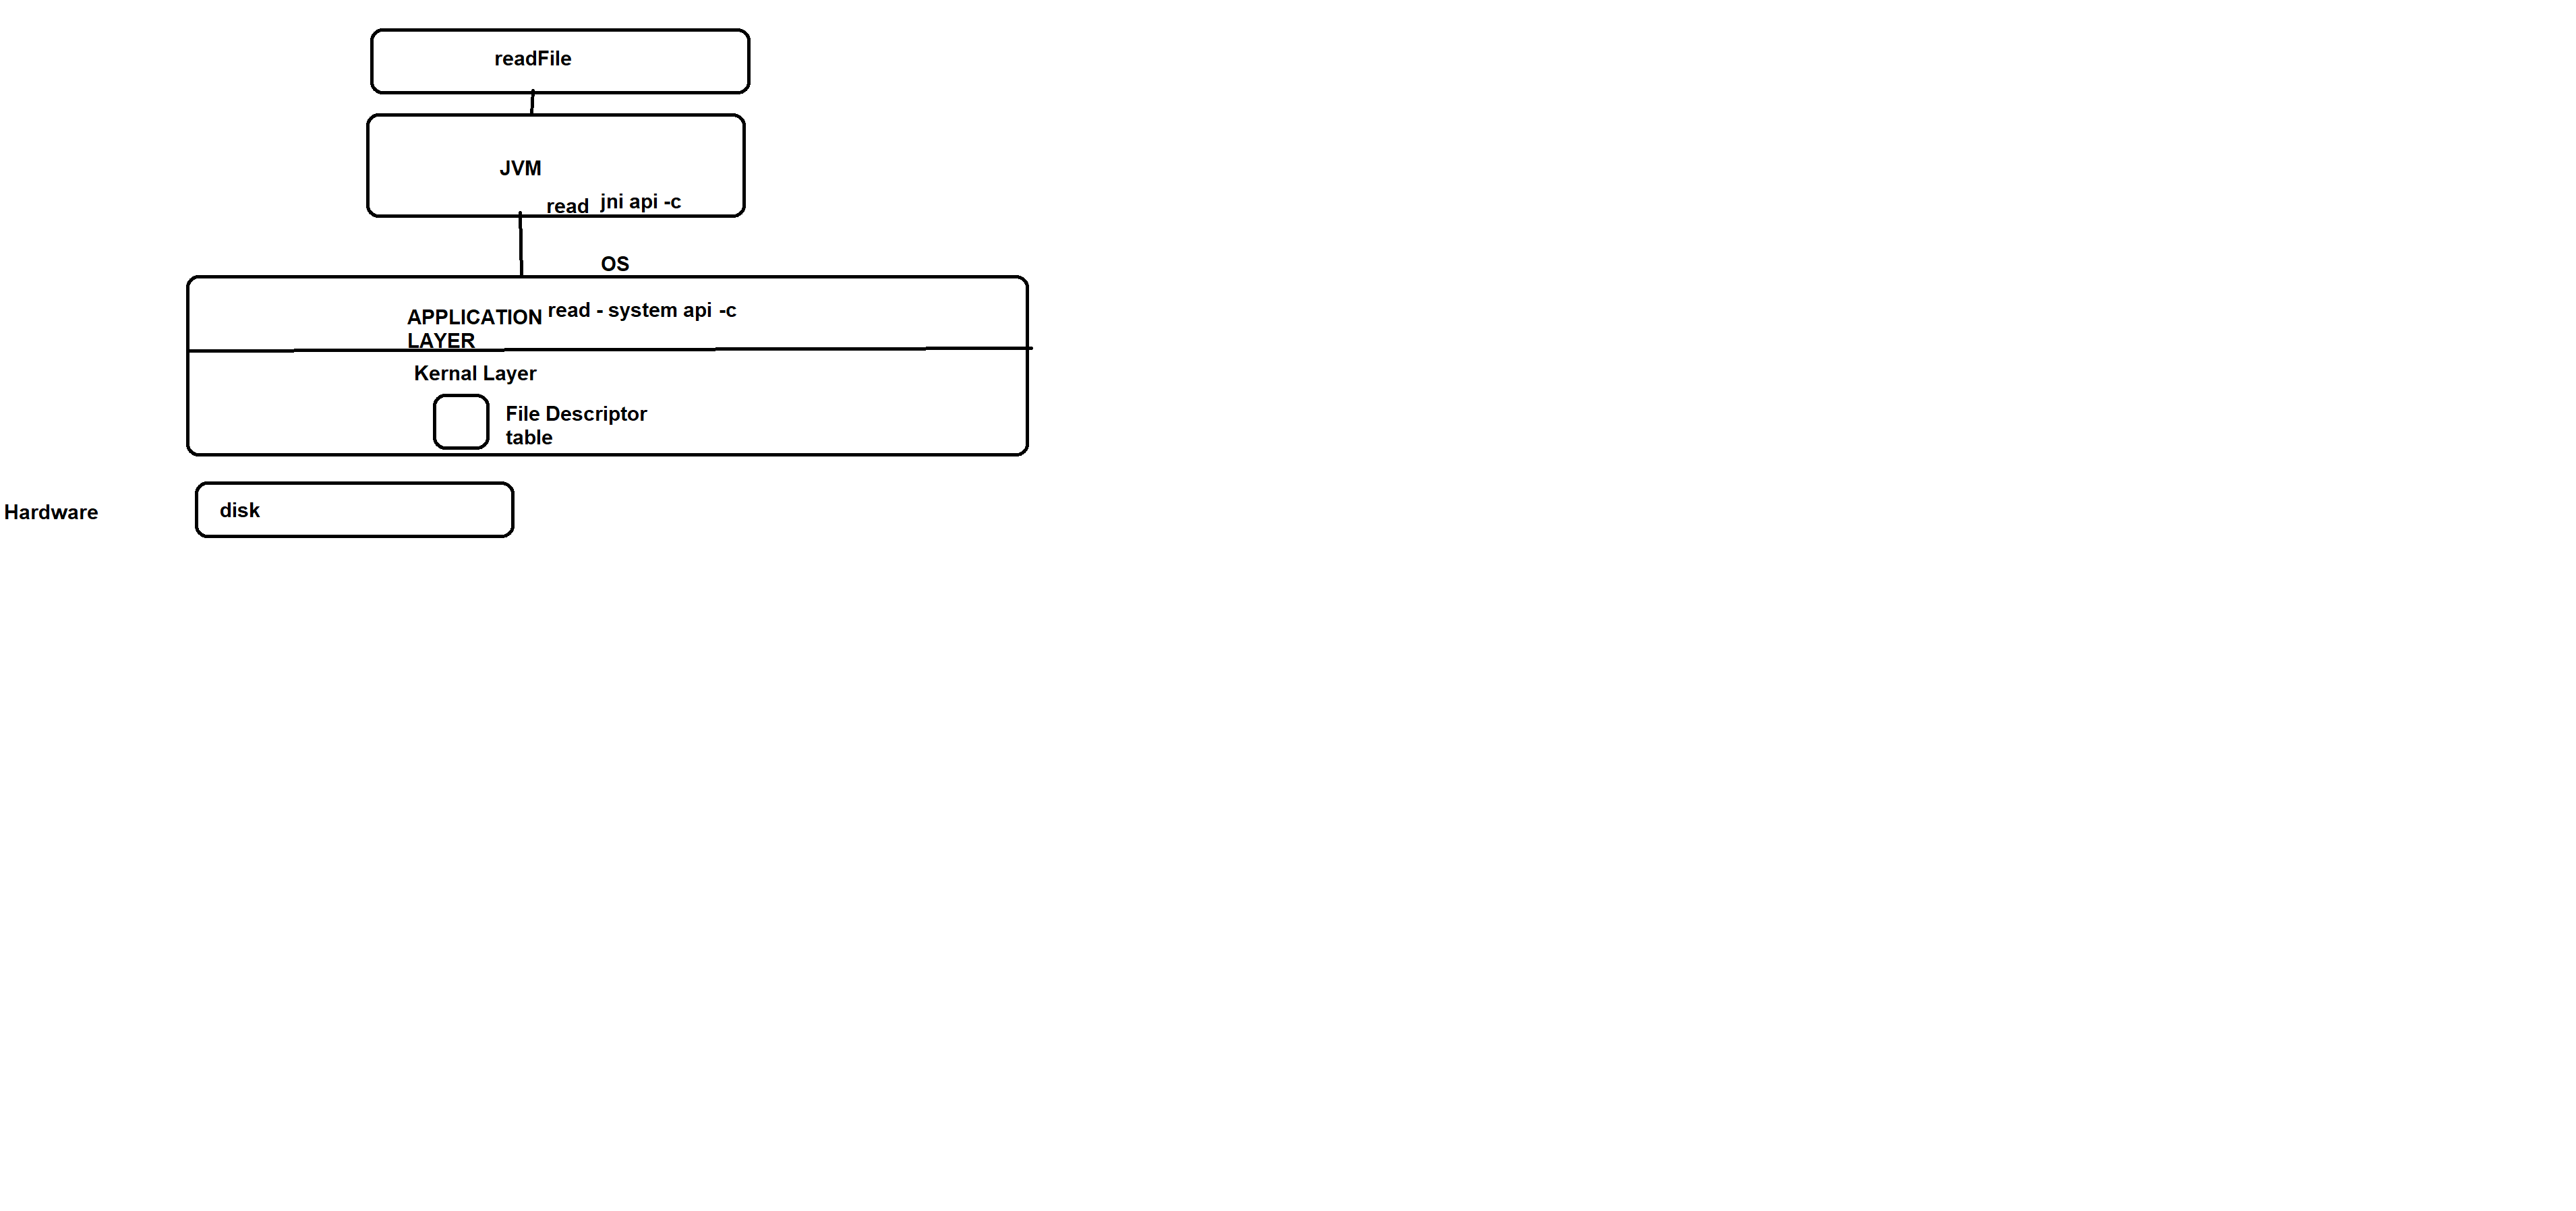 readFile
JVM
read jni api -c
OS
APPLICATION read - system api -c
LAYER
Kernal Layer
File Descriptor
table
Hardware disk